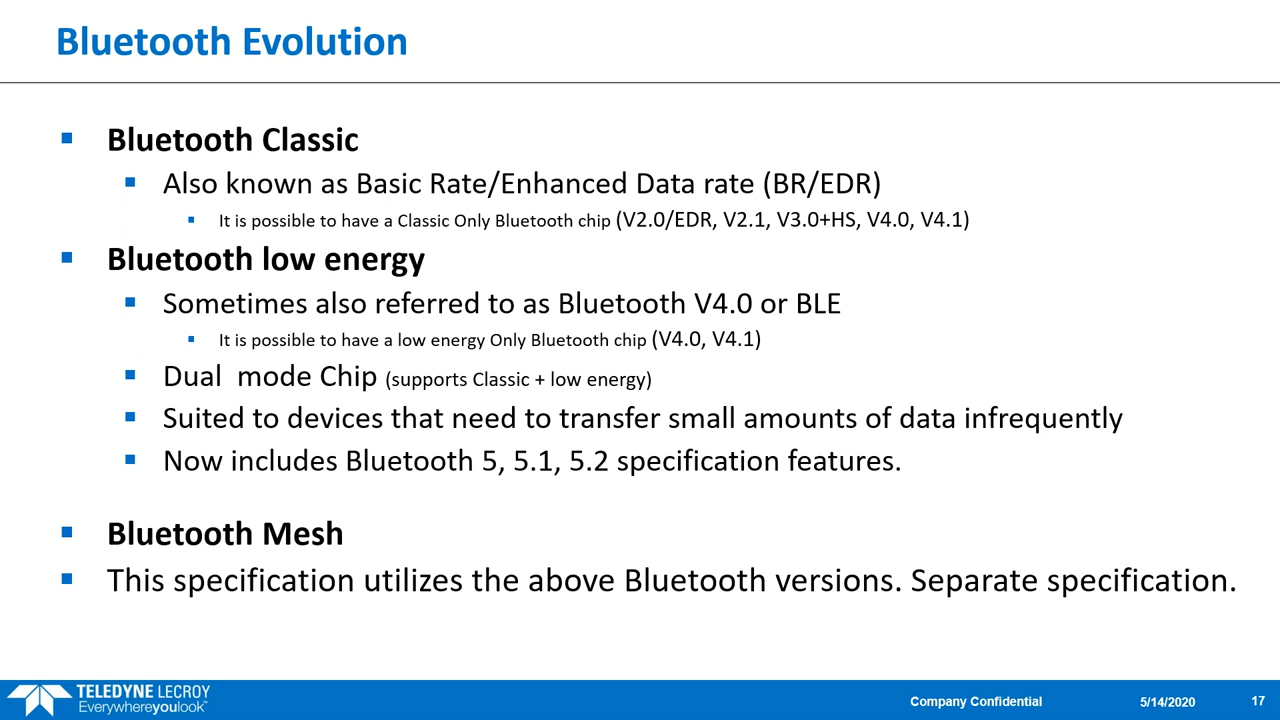 Bluetooth Evolution
Bluetooth Classic
Also known as Basic Rate/Enhanced Data rate (BR/EDR)
It is possible to have a Classic Only Bluetooth chip (V2.0/EDR, V2.1, V3.0+HS, V4.0, V4.1)
Bluetooth low energy
Sometimes also referred to as Bluetooth V4.0 or BLE
It is possible to have a low energy Only Bluetooth chip (V4.0, V4.1)
Dual  mode Chip (supports Classic + low energy)
Suited to devices that need to transfer small amounts of data infrequently
Now includes Bluetooth 5, 5.1, 5.2 specification features.
Bluetooth Mesh
This specification utilizes the above Bluetooth versions. Separate specification.
TELEDYNE LECROY
Everywhereyoulook™
Company Confidential
5/14/2020
17